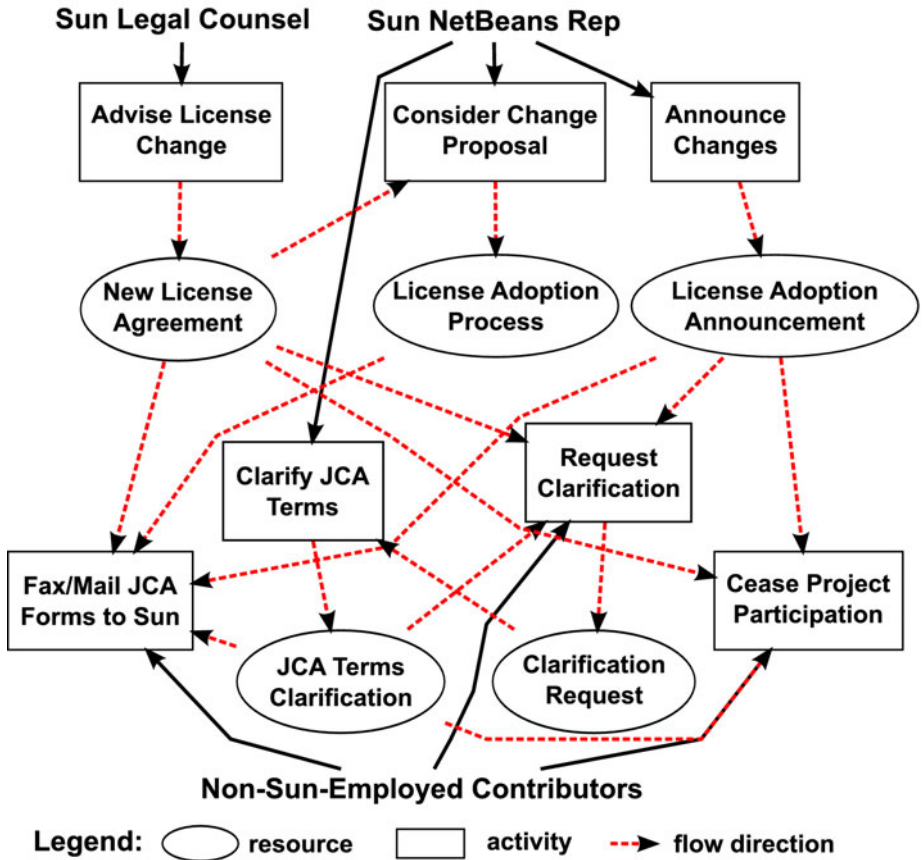 Sun Legal Counsel
Sun NetBeans Rep
Advise License
Change
Consider Change
Proposal
Announce
Changes
New License
Agreement
License Adoption
Process
License Adoption
Announcement
Clarify JCA
Terms
Request
Clarification
Fax/Mail JCA
Forms to Sun
Cease Project
Participation
JCA Terms
Clarification
Clarification
Request
Non-Sun-Employed Contributors
Legend: resource activity flow direction